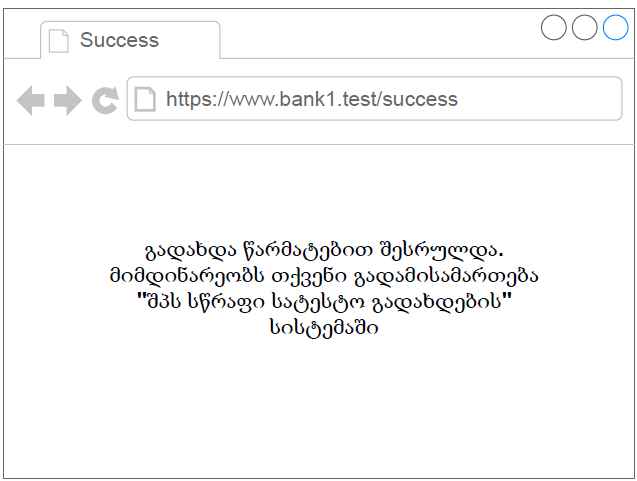 Success
https://www.bank1.test/success
გადახდა წარმატებით შესრულდა.
მიმდინარეობს თქვენი გადამისამართება
"შპს სწრაფი სატესტო გადახდების"
სისტემაში